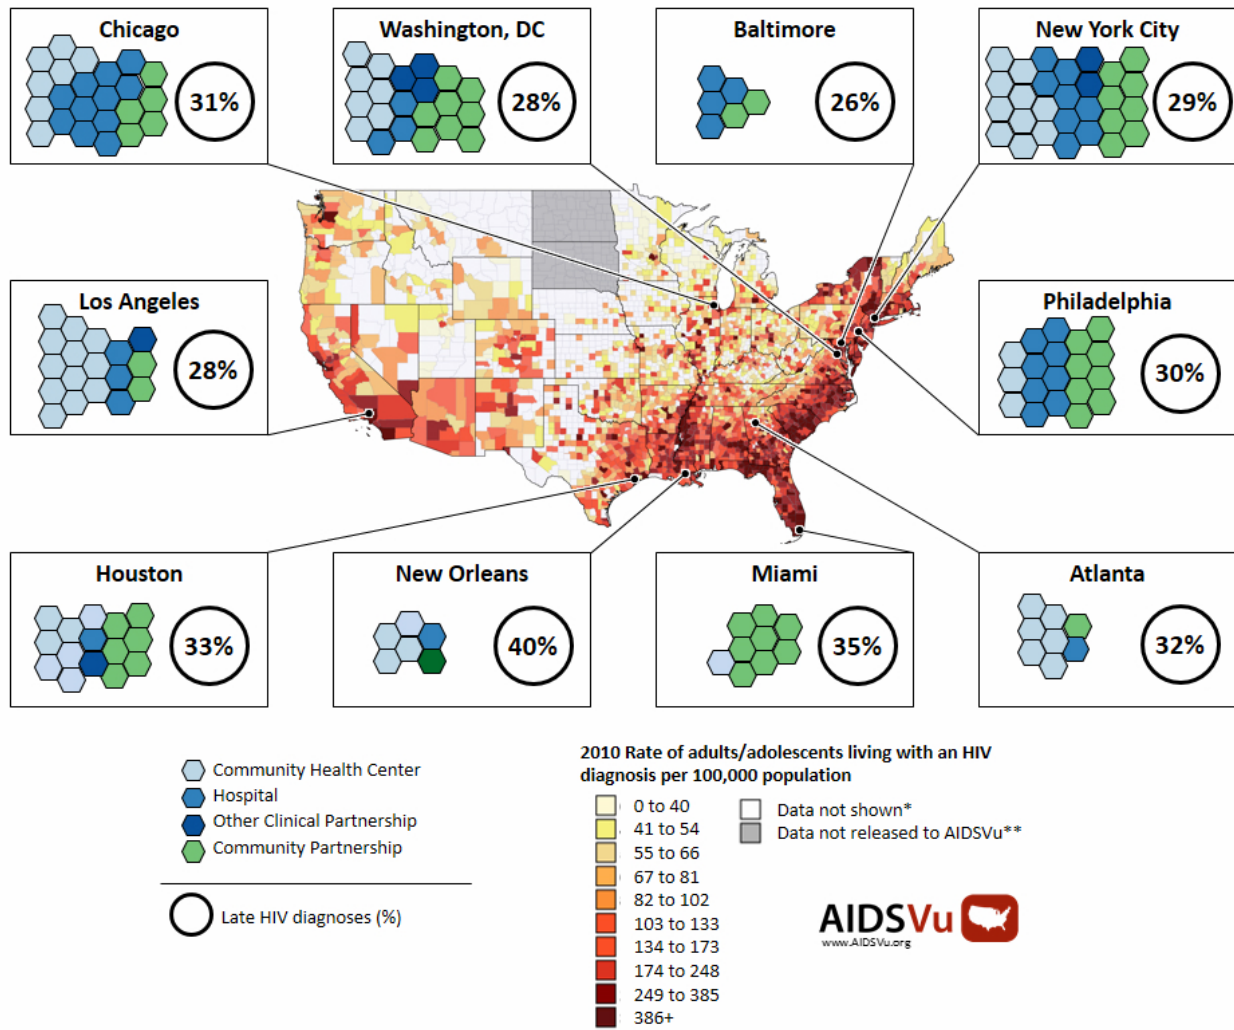 Chicago
31%
Washington, DC
28%
Baltimore
26%
New York City
29%
Los Angeles
28%
Philadelphia
30%
Houston
33%
New Orleans
40%
Miami
35%
Atlanta
32%
Community Health Center
Hospital
Other Clinical Partnership
Community Partnership
Late HIV diagnoses (%)
2010 Rate of adults/adolescents living with an HIV
diagnosis per 100,000 population
0 to 40
41 to 54
55 to 66
67 to 81
82 to 102
103 to 133
134 to 173
174 to 248
249 to 385
386+
Data not shown*
Data not released to AIDSVu**
AIDSVu
www.AIDSVu.org